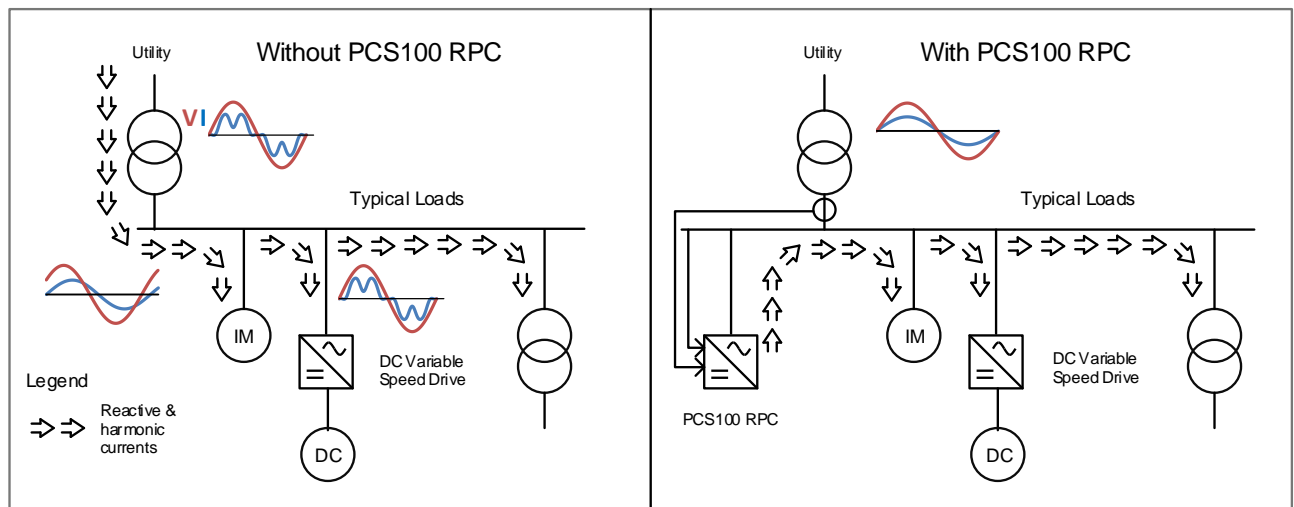 Without PCS100 RPC
Utility
VI
Typical Loads
IM
DC Variable
Speed Drive
DC
Legend
Reactive &
harmonic
currents
With PCS100 RPC
Utility
Typical Loads
IM
DC Variable
Speed Drive
PCS100 RPC
DC